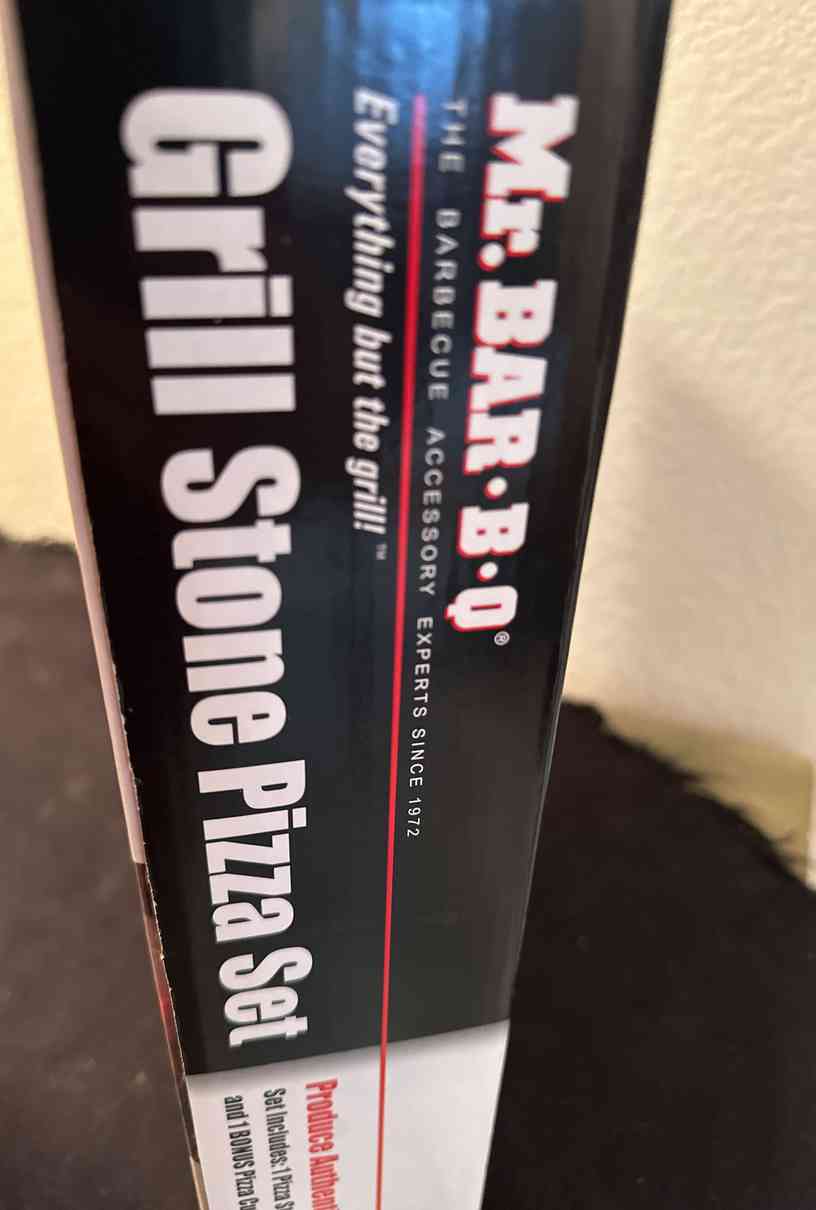 Mr. BAR•B•Q®
THE BARBECUE ACCESSORY EXPERTS SINCE 1972
Everything but the grill!™
Grill Stone Pizza Set
Produce
Set Includes: 1 Pizza
and 1 BONUS Pizza